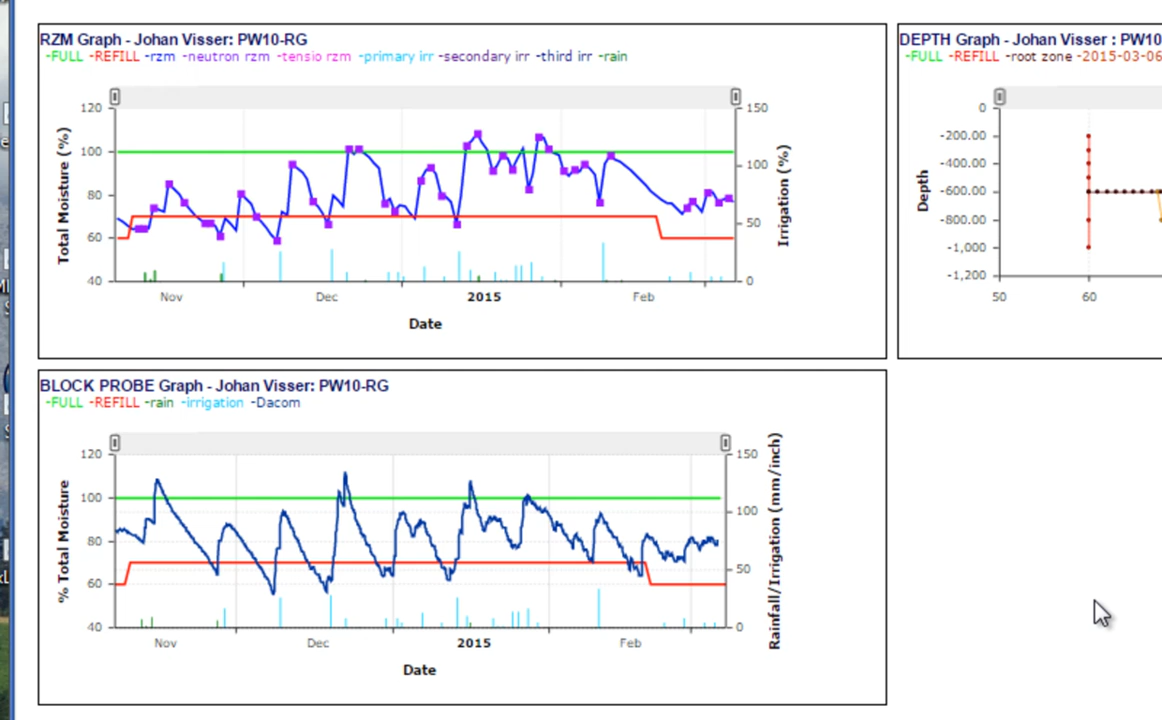 RZM Graph - Johan Visser: PW10-RG
-FULL -REFILL -rzm -neutron rzm -tensio rzm -primary irr -secondary irr -third irr -rain
120
100
80
60
40
Total Moisture (%)
150
100
50
0
Irrigation (%)
Nov Dec 2015 Feb
Date
DEPTH Graph - Johan Visser : PW10
-FULL -REFILL -root zone -2015-03-06
0
-200.00
-400.00
-600.00
-800.00
-1,000
-1,200
Depth
50 60
BLOCK PROBE Graph - Johan Visser: PW10-RG
-FULL -REFILL -rain -irrigation -Dacom
120
100
80
60
40
% Total Moisture
150
100
50
0
Rainfall/Irrigation (mm/inch)
Nov Dec 2015 Feb
Date